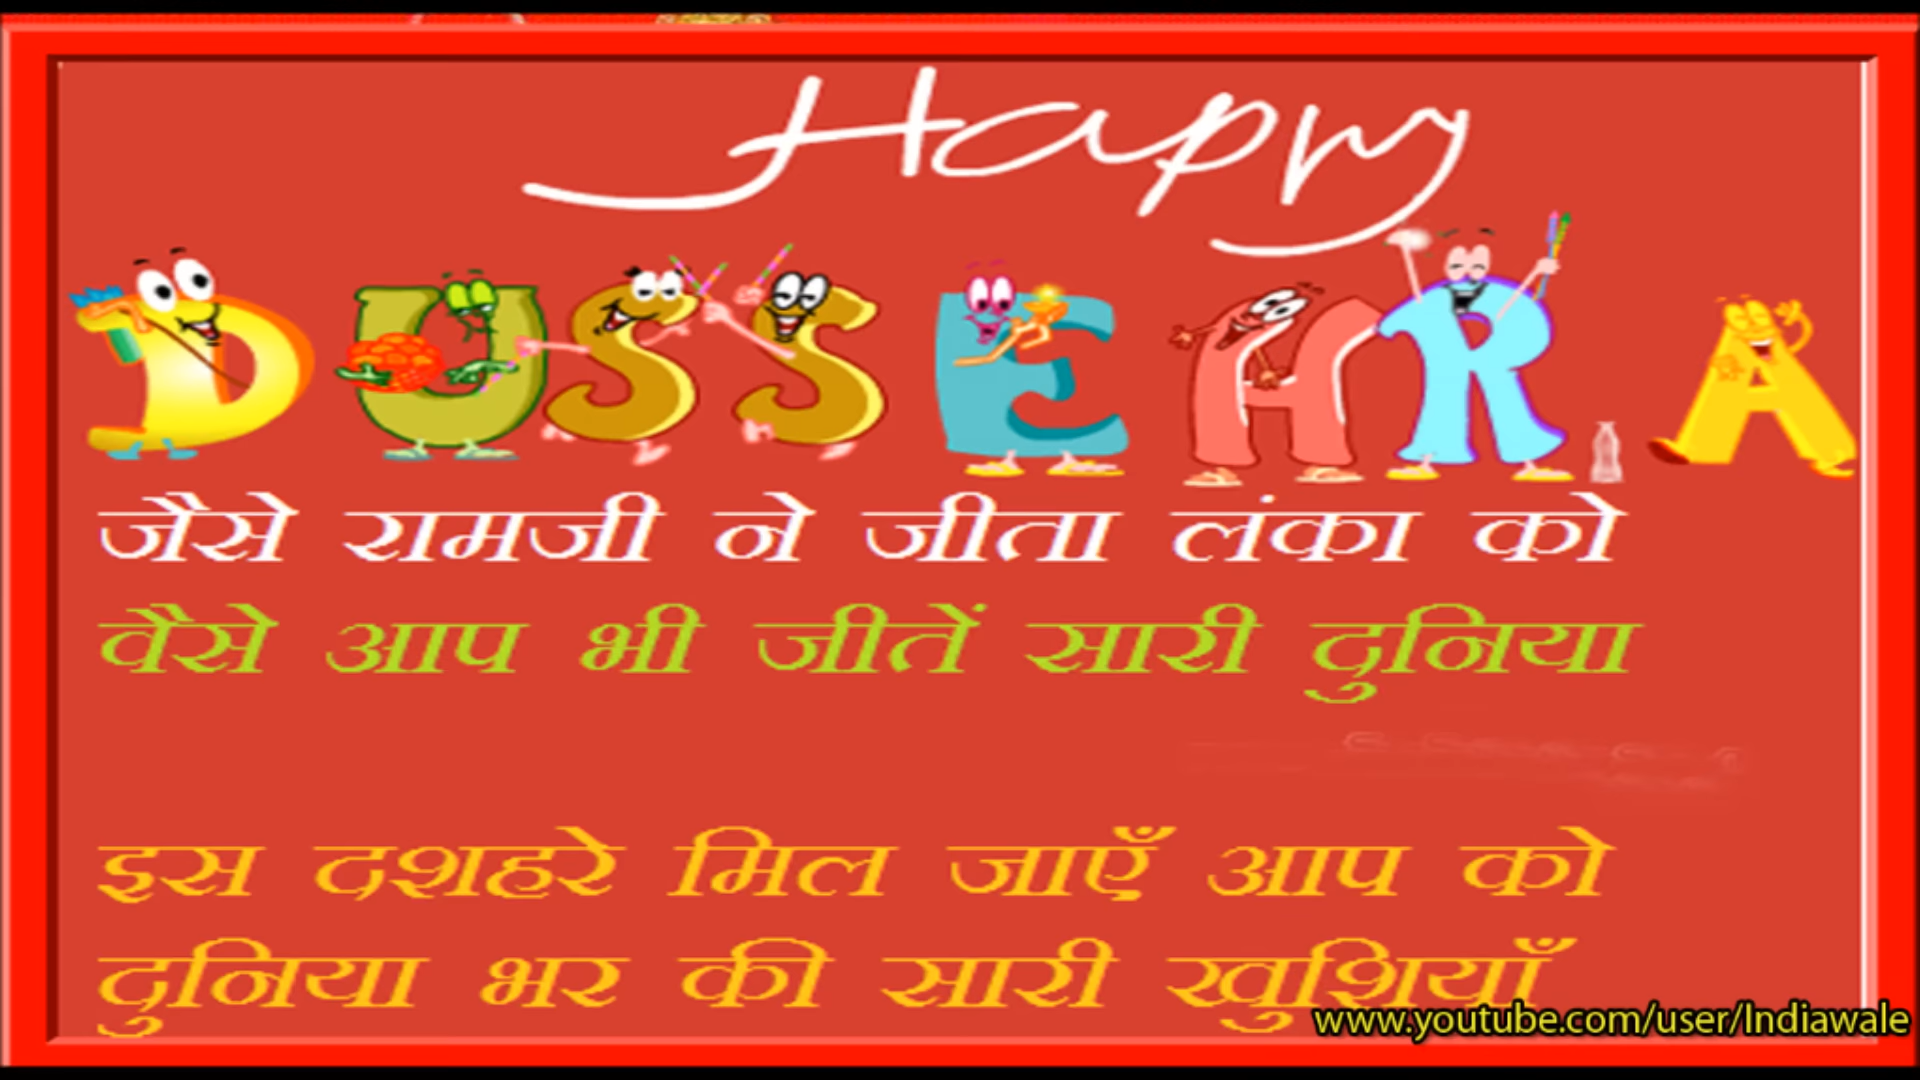 Happy
DUSSEHRA
जैसे रामजी ने जीता लंका को
वैसे आप भी जीतें सारी दुनिया
इस दशहरे मिल जाएँ आप को
दुनिया भर की सारी खुशियाँ
www.youtube.com/user/Indiawale